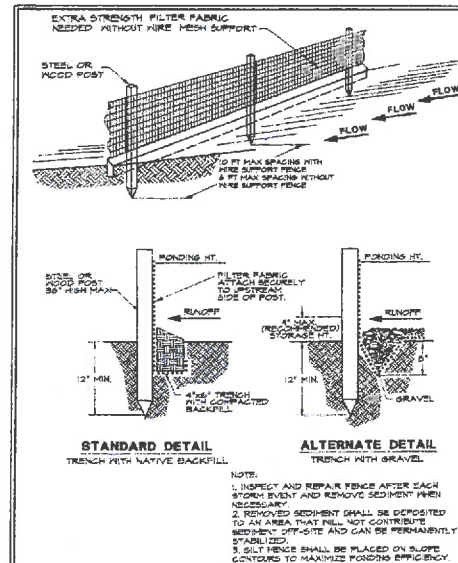 EXTRA STRENGTH FILTER FABRIC
NEEDED WITHOUT WIRE MESH SUPPORT
STEEL OR
WOOD POST
FLOW
FLOW
FLOW
10 FT MAX SPACING WITH
WIRE SUPPORT FENCE
6 FT MAX SPACING WITHOUT
WIRE SUPPORT FENCE
STEEL OR
WOOD POST
36" HIGH MAX.
PONDING HT.
FILTER FABRIC
ATTACH SECURELY
TO UPSTREAM
SIDE OF POST.
RUNOFF
12" MIN.
4"x6" TRENCH
WITH COMPACTED
BACKFILL
STANDARD DETAIL
TRENCH WITH NATIVE BACKFILL
PONDING HT.
RUNOFF
MAX.
(RECOMMENDED)
STORAGE HT.
12" MIN.
GRAVEL
ALTERNATE DETAIL
TRENCH WITH GRAVEL
NOTE:
1. INSPECT AND REPAIR FENCE AFTER EACH
STORM EVENT AND REMOVE SEDIMENT WHEN
NECESSARY.
2. REMOVED SEDIMENT SHALL BE DEPOSITED
TO AN AREA THAT WILL NOT CONTRIBUTE
SEDIMENT OFF-SITE AND CAN BE PERMANENTLY
STABILIZED.
3. SILT FENCE SHALL BE PLACED ON SLOPE
CONTOURS TO MAXIMIZE PONDING EFFICIENCY.